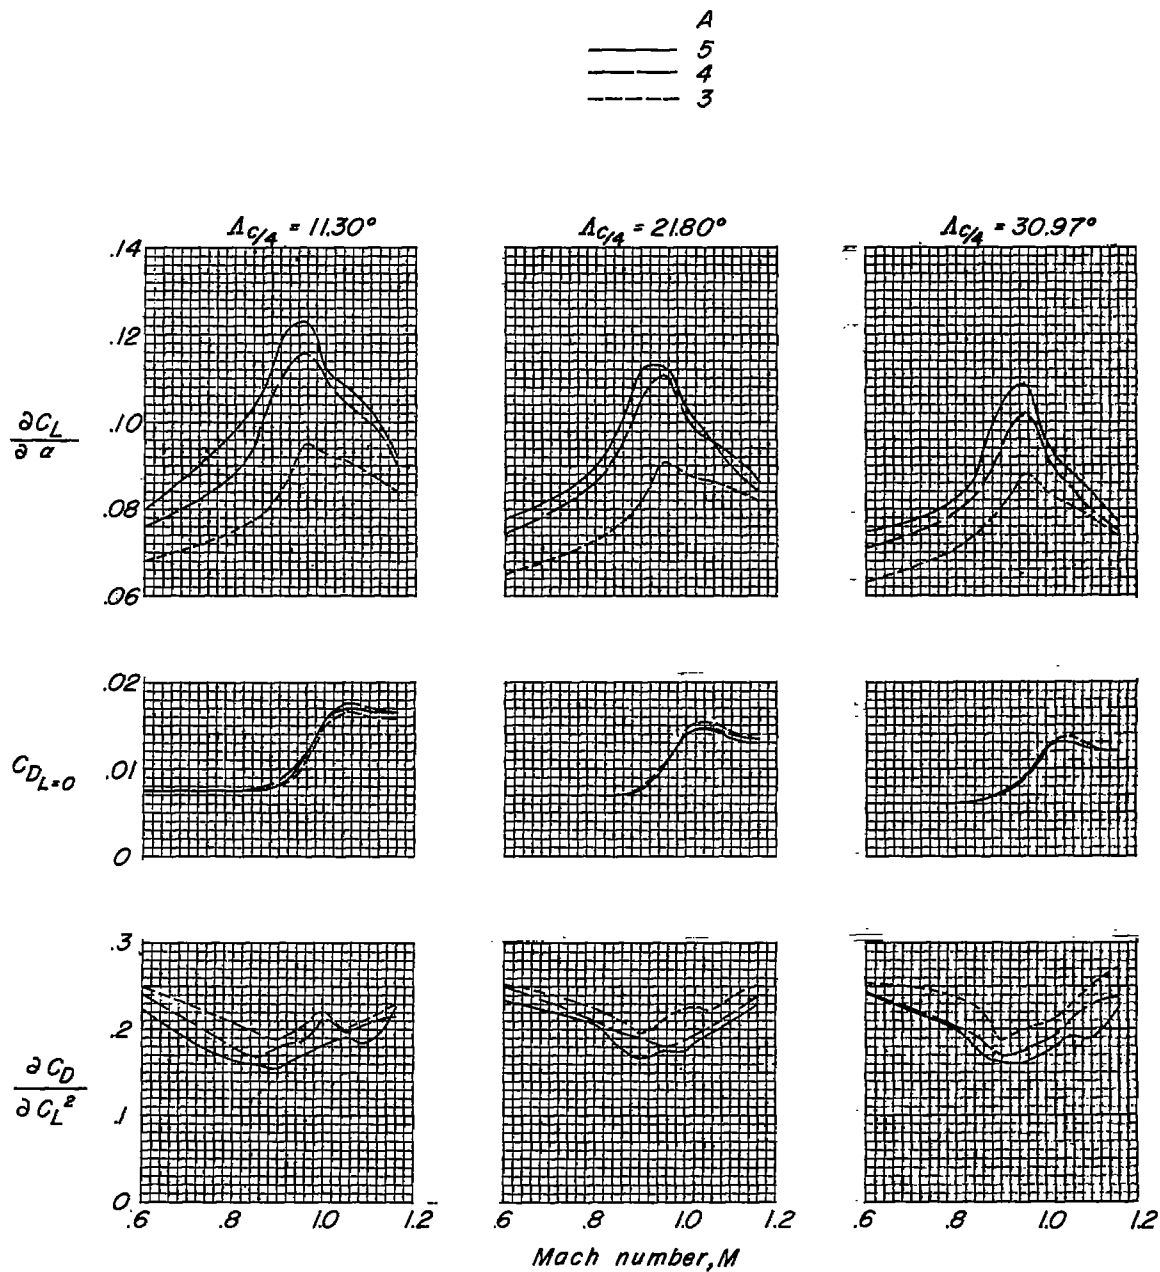 A
5
4
3
Λc/4 = 11.30°
Λc/4 = 21.80°
Λc/4 = 30.97°
.14
.12
.10
.08
.06
∂CL
∂α
.02
.01
0
CDL=0
.3
.2
.1
0
∂CD
∂CL²
.6 .8 1.0 1.2
.6 .8 1.0 1.2
.6 .8 1.0 1.2
Mach number, M